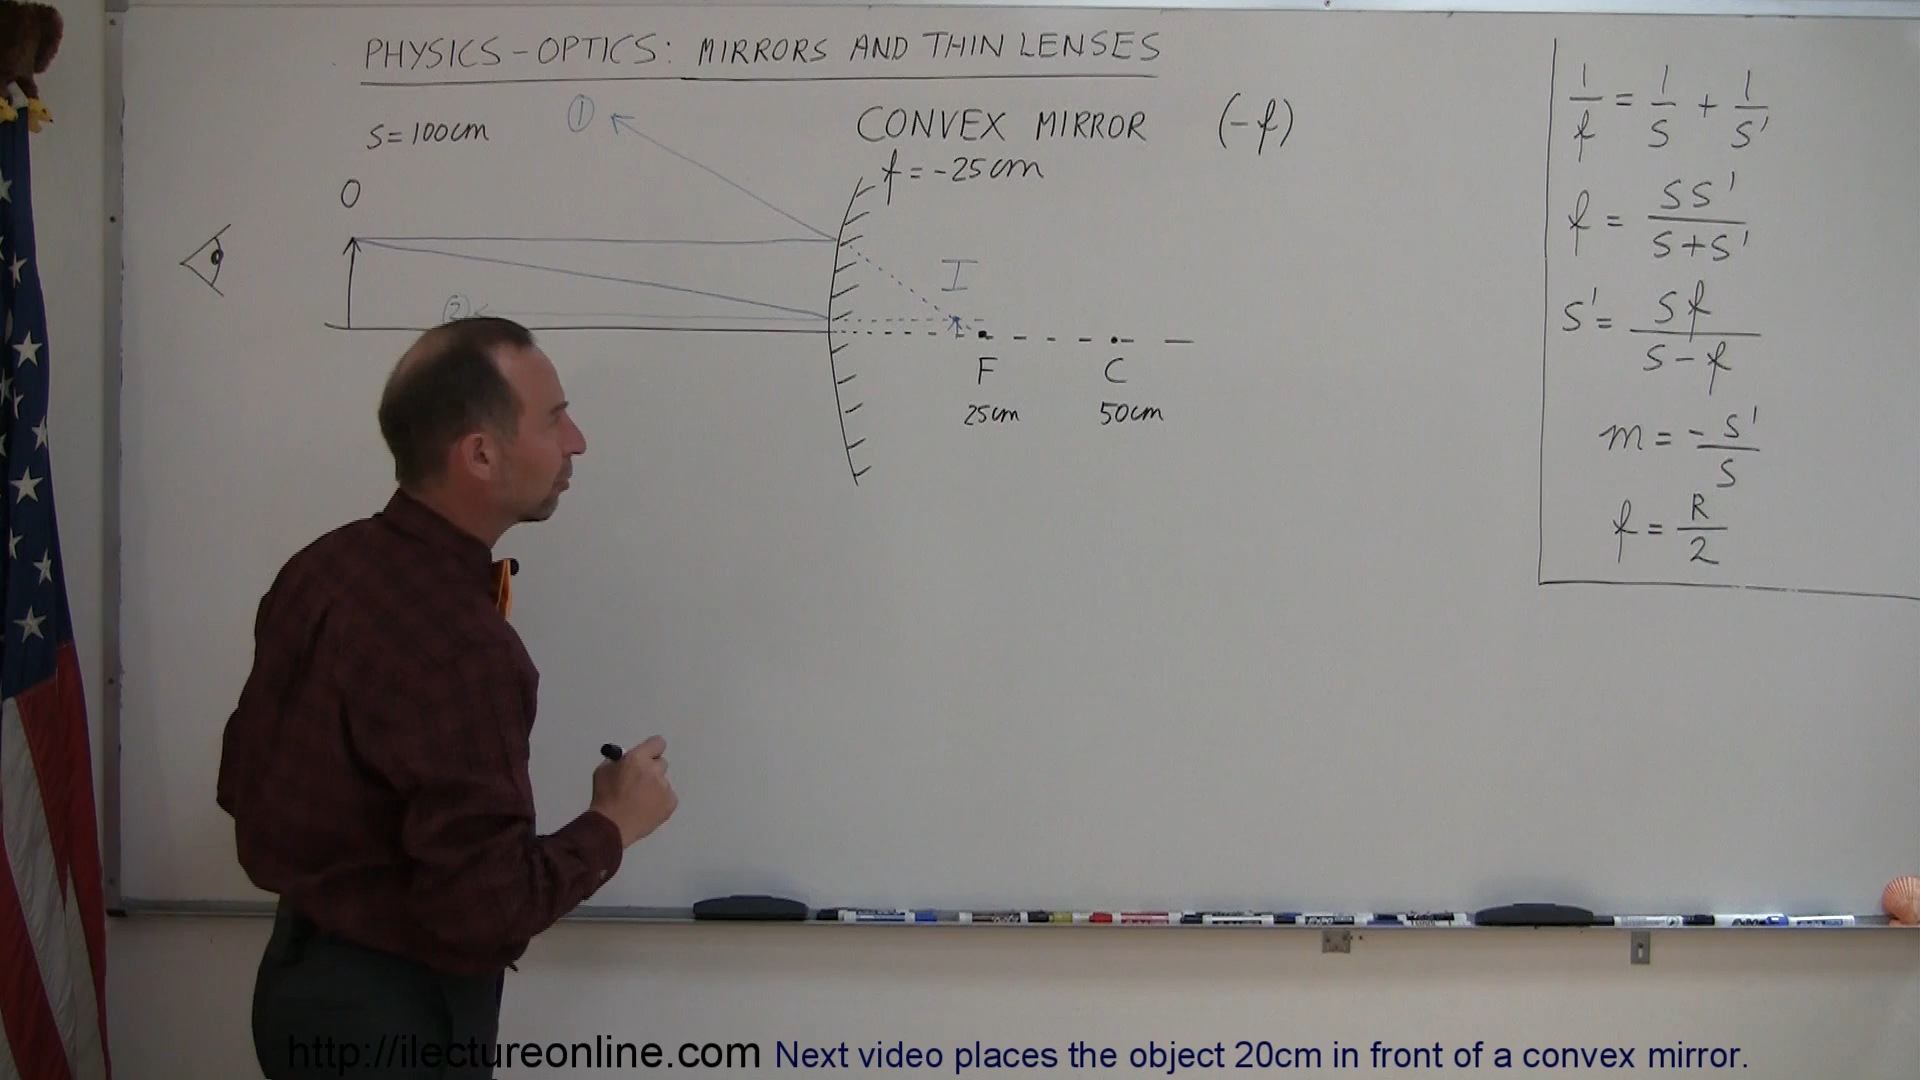 PHYSICS-OPTICS: MIRRORS AND THIN LENSES
S=100cm
①
CONVEX MIRROR (-f)
f = -25cm
O
I
②
F
C
25cm
50cm
1/f = 1/S + 1/S'
f = SS'/S+S'
S' = Sf/S-f
m = -S'/S
f = R/2
http://ilectureonline.com Next video places the object 20cm in front of a convex mirror.